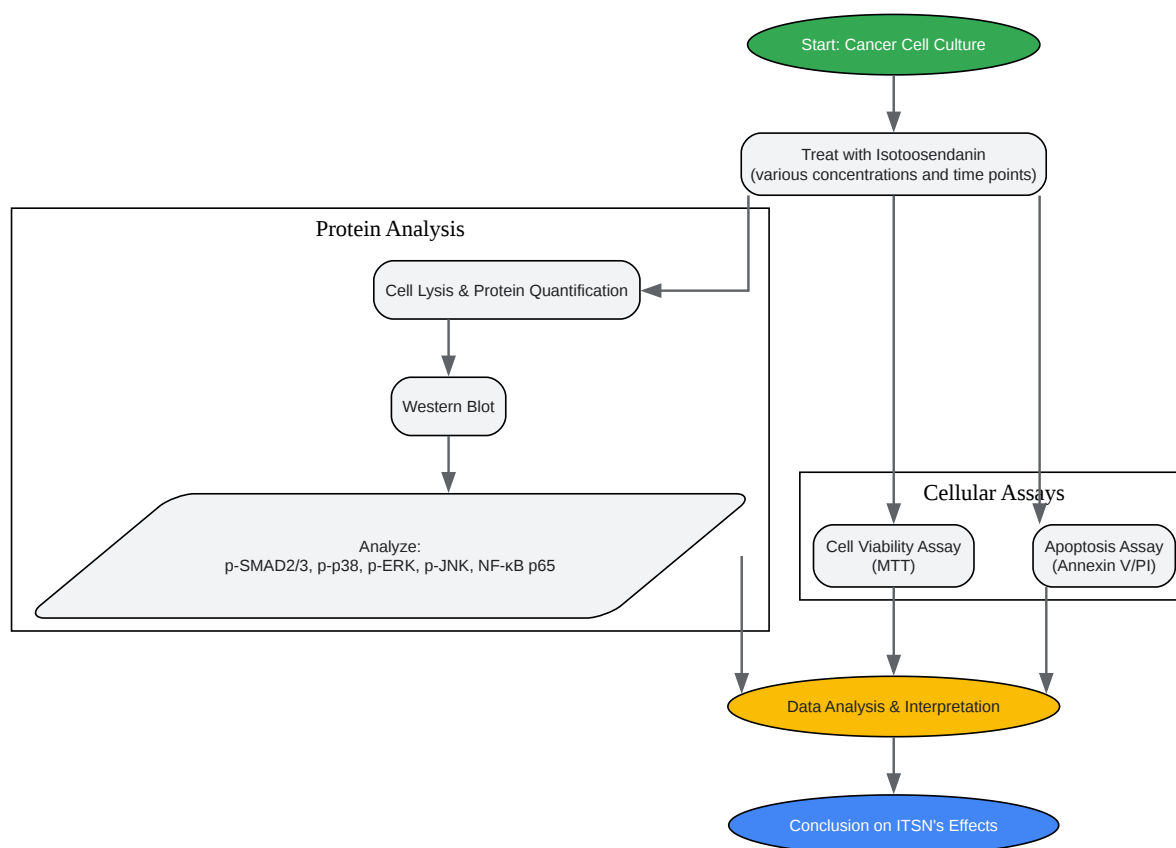 Start: Cancer Cell Culture
Treat with Isotoosendanin
(various concentrations and time points)
Protein Analysis
Cell Lysis & Protein Quantification
Western Blot
Analyze:
p-SMAD2/3, p-p38, p-ERK, p-JNK, NF-κB p65
Cellular Assays
Cell Viability Assay
(MTT)
Apoptosis Assay
(Annexin V/PI)
Data Analysis & Interpretation
Conclusion on ITSN's Effects